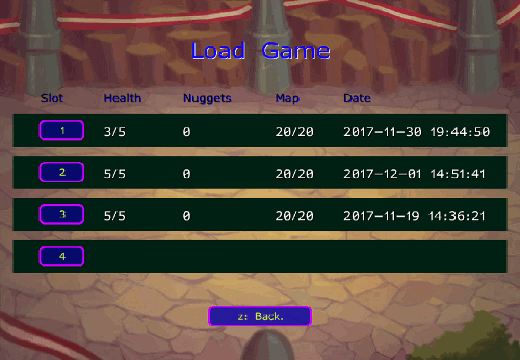 Load Game
Slot Health Nuggets Map Date
1 3/5 0 20/20 2017-11-30 19:44:50
2 5/5 0 20/20 2017-12-01 14:51:41
3 5/5 0 20/20 2017-11-19 14:36:21
4
z: Back.